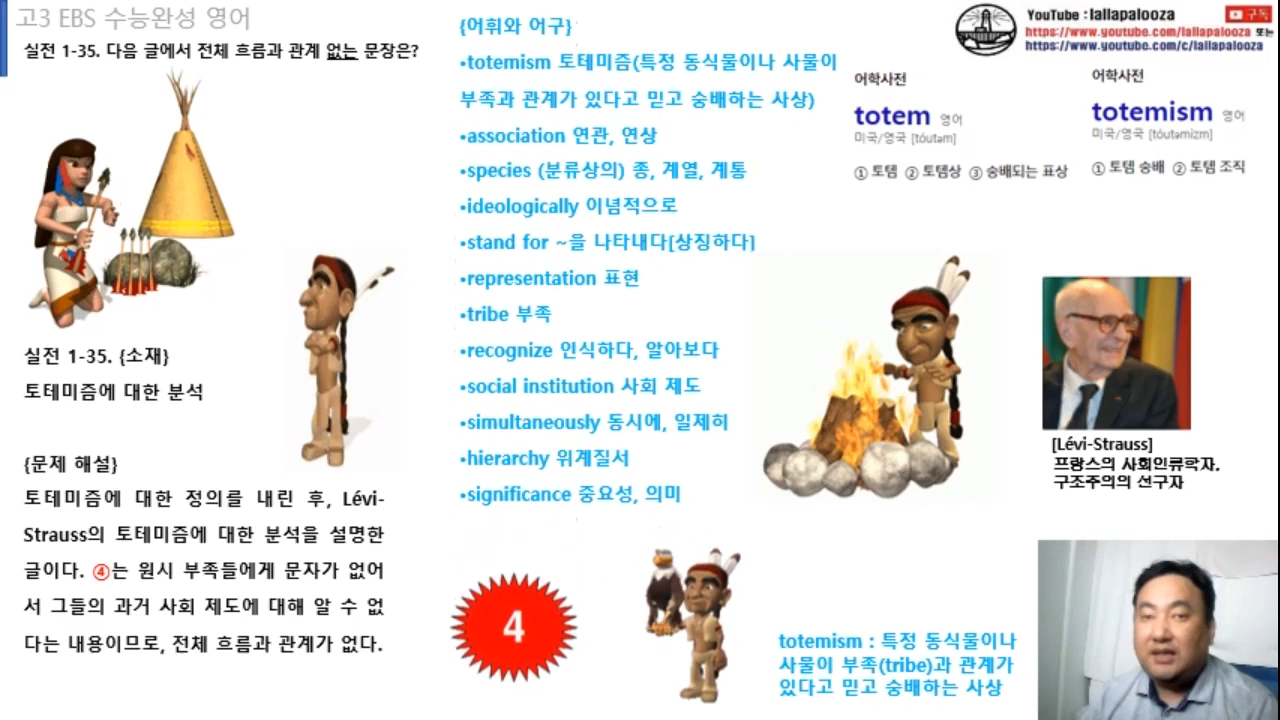 고3 EBS 수능완성 영어
실전 1-35. 다음 글에서 전체 흐름과 관계 없는 문장은?
실전 1-35. {소재}
토테미즘에 대한 분석
{문제 해설}
토테미즘에 대한 정의를 내린 후, Lévi-
Strauss의 토테미즘에 대한 분석을 설명한
글이다. ④는 원시 부족들에게 문자가 없어
서 그들의 과거 사회 제도에 대해 알 수 없
다는 내용이므로, 전체 흐름과 관계가 없다.
{어휘와 어구}
•totemism 토테미즘(특정 동식물이나 사물이
부족과 관계가 있다고 믿고 숭배하는 사상)
•association 연관, 연상
•species (분류상의) 종, 계열, 계통
•ideologically 이념적으로
•stand for ~을 나타내다[상징하다]
•representation 표현
•tribe 부족
•recognize 인식하다, 알아보다
•social institution 사회 제도
•simultaneously 동시에, 일제히
•hierarchy 위계질서
•significance 중요성, 의미
4
YouTube : lallapalooza
구독
https://www.youtube.com/lallapalooza 또는
https://www.youtube.com/c/lallapalooza
어학사전
totem 영어
미국/영국 [tóutəm]
① 토템 ② 토템상 ③ 숭배되는 표상
어학사전
totemism 영어
미국/영국 [tóutəmìzm]
① 토템 숭배 ② 토템 조직
[Lévi-Strauss]
프랑스의 사회인류학자.
구조주의의 선구자
totemism : 특정 동식물이나
사물이 부족(tribe)과 관계가
있다고 믿고 숭배하는 사상